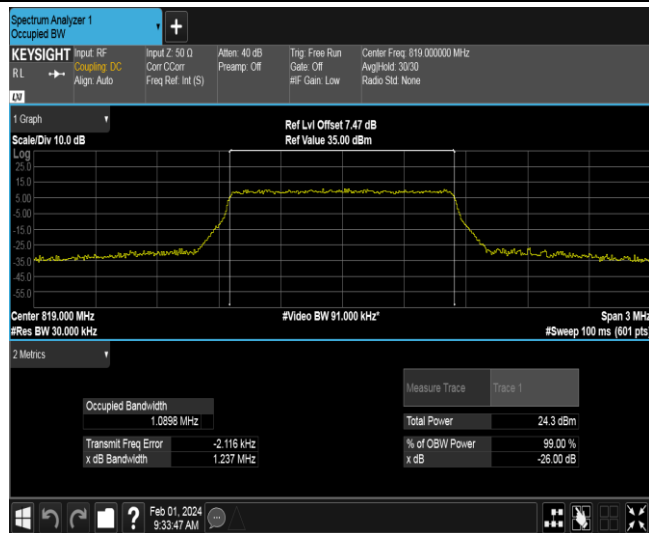 Spectrum Analyzer 1
Occupied BW
+
KEYSIGHT
RL
Input: RF
Coupling: DC
Align: Auto
Input Z: 50 Ω
Corr CCorr
Freq Ref: Int (S)
Atten: 40 dB
Preamp: Off
Trig: Free Run
Gate: Off
#IF Gain: Low
Center Freq: 819.000000 MHz
Avg|Hold: 30/30
Radio Std: None
LXI
1 Graph
Scale/Div 10.0 dB
Ref Lvl Offset 7.47 dB
Ref Value 35.00 dBm
Log
25.0
15.0
5.00
-5.00
-15.0
-25.0
-35.0
-45.0
-55.0
Center 819.000 MHz
#Video BW 91.000 kHz*
Span 3 MHz
#Res BW 30.000 kHz
#Sweep 100 ms (601 pts)
2 Metrics
Measure Trace
Trace 1
Occupied Bandwidth
1.0898 MHz
Total Power
24.3 dBm
Transmit Freq Error
-2.116 kHz
% of OBW Power
99.00 %
x dB Bandwidth
1.237 MHz
x dB
-26.00 dB
?
Feb 01, 2024
9:33:47 AM